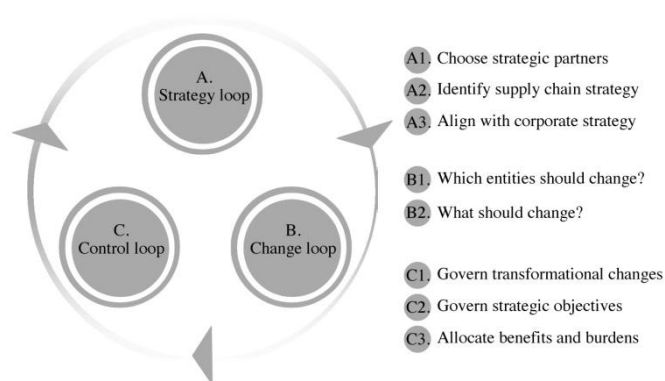 A.
Strategy loop
C.
Control loop
B.
Change loop
A1. Choose strategic partners
A2. Identify supply chain strategy
A3. Align with corporate strategy
B1. Which entities should change?
B2. What should change?
C1. Govern transformational changes
C2. Govern strategic objectives
C3. Allocate benefits and burdens